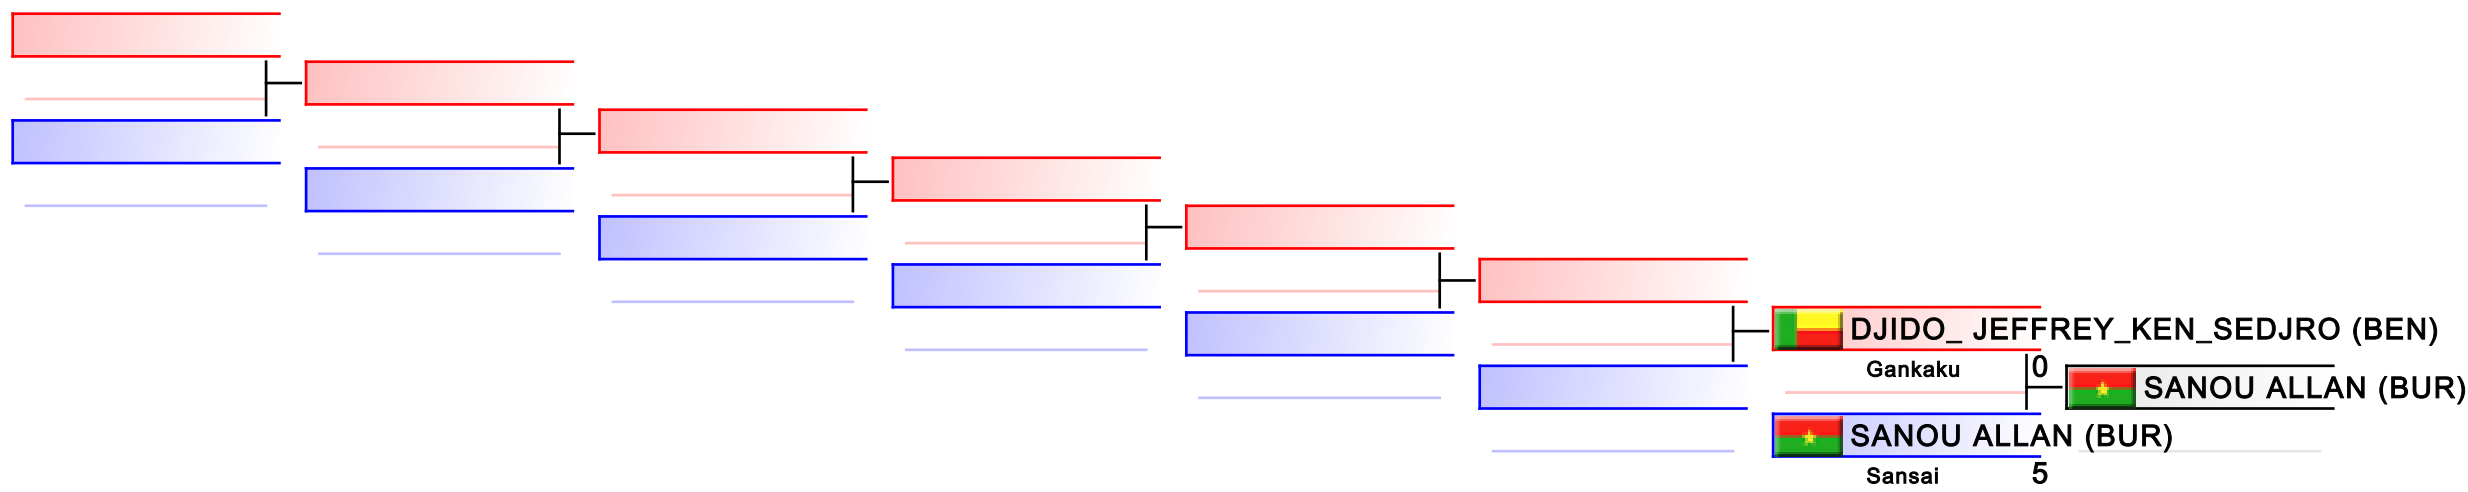 DJIDO_ JEFFREY_KEN_SEDJRO (BEN)
Gankaku 0
SANOU ALLAN (BUR)
SANOU ALLAN (BUR)
Sansai 5